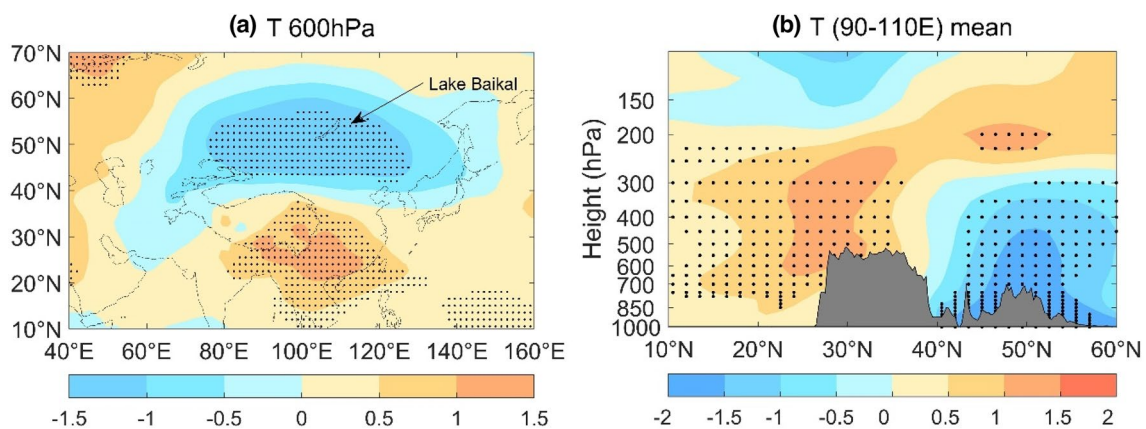 (a) T 600hPa
70°N
60°N
50°N
40°N
30°N
20°N
10°N
Lake Baikal
40°E 60°E 80°E 100°E 120°E 140°E 160°E
-1.5 -1 -0.5 0 0.5 1 1.5
(b) T (90-110E) mean
Height (hPa)
150
200
300
400
500
600
700
850
1000
10°N 20°N 30°N 40°N 50°N 60°N
-2 -1.5 -1 -0.5 0 0.5 1 1.5 2